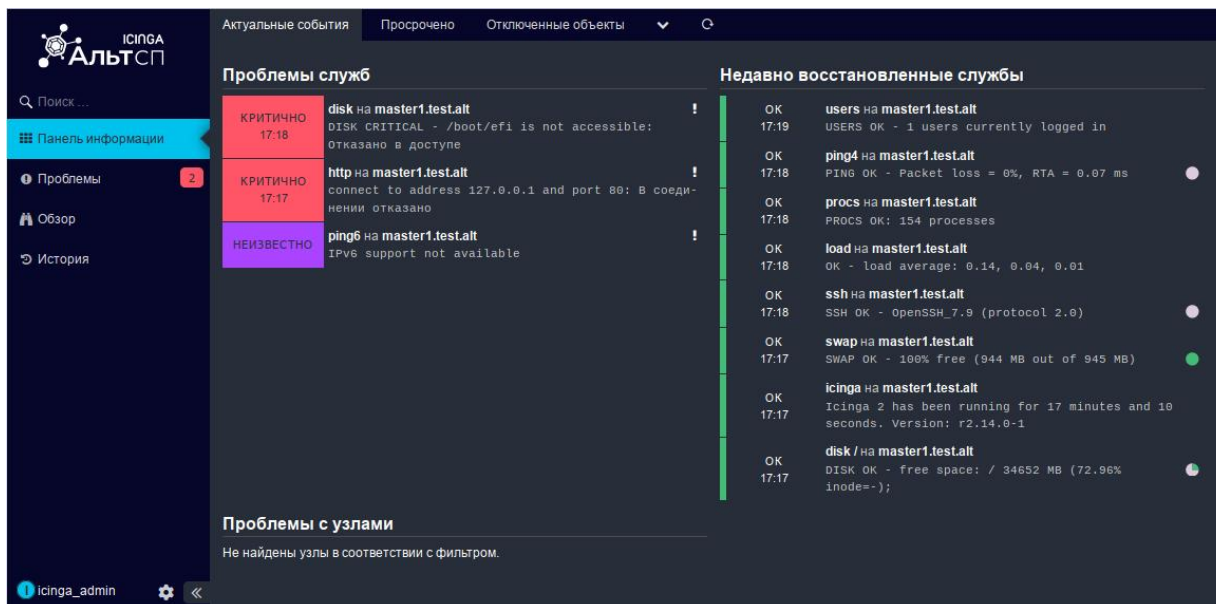 ICINGA
АЛЬТСП
Поиск ...
Панель информации
Проблемы 2
Обзор
История
icinga_admin
Актуальные события Просрочено Отключенные объекты
Проблемы служб
КРИТИЧНО
17:18
disk на master1.test.alt !
DISK CRITICAL - /boot/efi is not accessible:
Отказано в доступе
КРИТИЧНО
17:17
http на master1.test.alt !
connect to address 127.0.0.1 and port 80: В соеди-
нении отказано
НЕИЗВЕСТНО
ping6 на master1.test.alt !
IPv6 support not available
Проблемы с узлами
Не найдены узлы в соответствии с фильтром.
Недавно восстановленные службы
ОК
17:19
users на master1.test.alt
USERS OK - 1 users currently logged in
ОК
17:18
ping4 на master1.test.alt
PING OK - Packet loss = 0%, RTA = 0.07 ms
ОК
17:18
procs на master1.test.alt
PROCS OK: 154 processes
ОК
17:18
load на master1.test.alt
OK - load average: 0.14, 0.04, 0.01
ОК
17:18
ssh на master1.test.alt
SSH OK - OpenSSH_7.9 (protocol 2.0)
ОК
17:17
swap на master1.test.alt
SWAP OK - 100% free (944 MB out of 945 MB)
ОК
17:17
icinga на master1.test.alt
Icinga 2 has been running for 17 minutes and 10
seconds. Version: r2.14.0-1
ОК
17:17
disk / на master1.test.alt
DISK OK - free space: / 34652 MB (72.96%
inode=-);